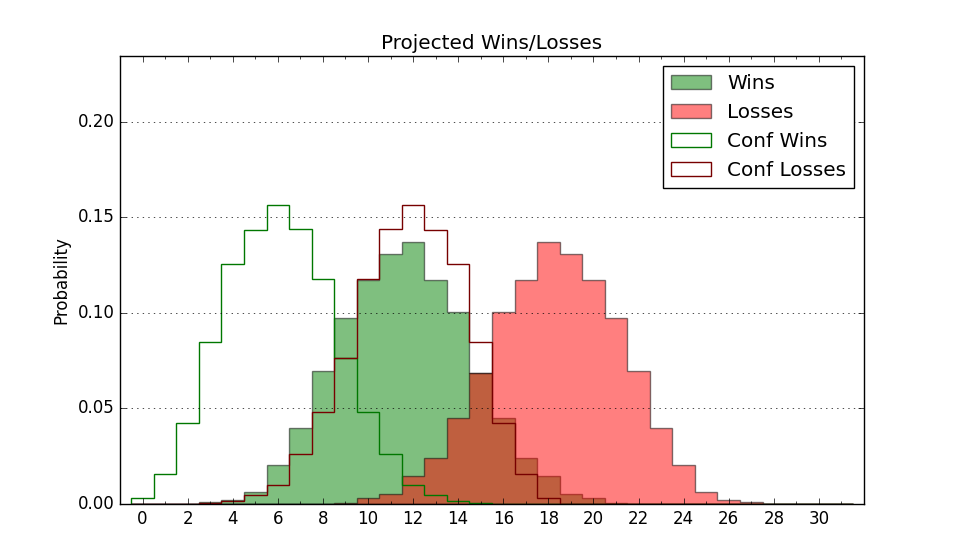 Projected Wins/Losses
Wins
Losses
Conf Wins
Conf Losses
Probability
0.20
0.15
0.10
0.05
0.00
0 2 4 6 8 10 12 14 16 18 20 22 24 26 28 30